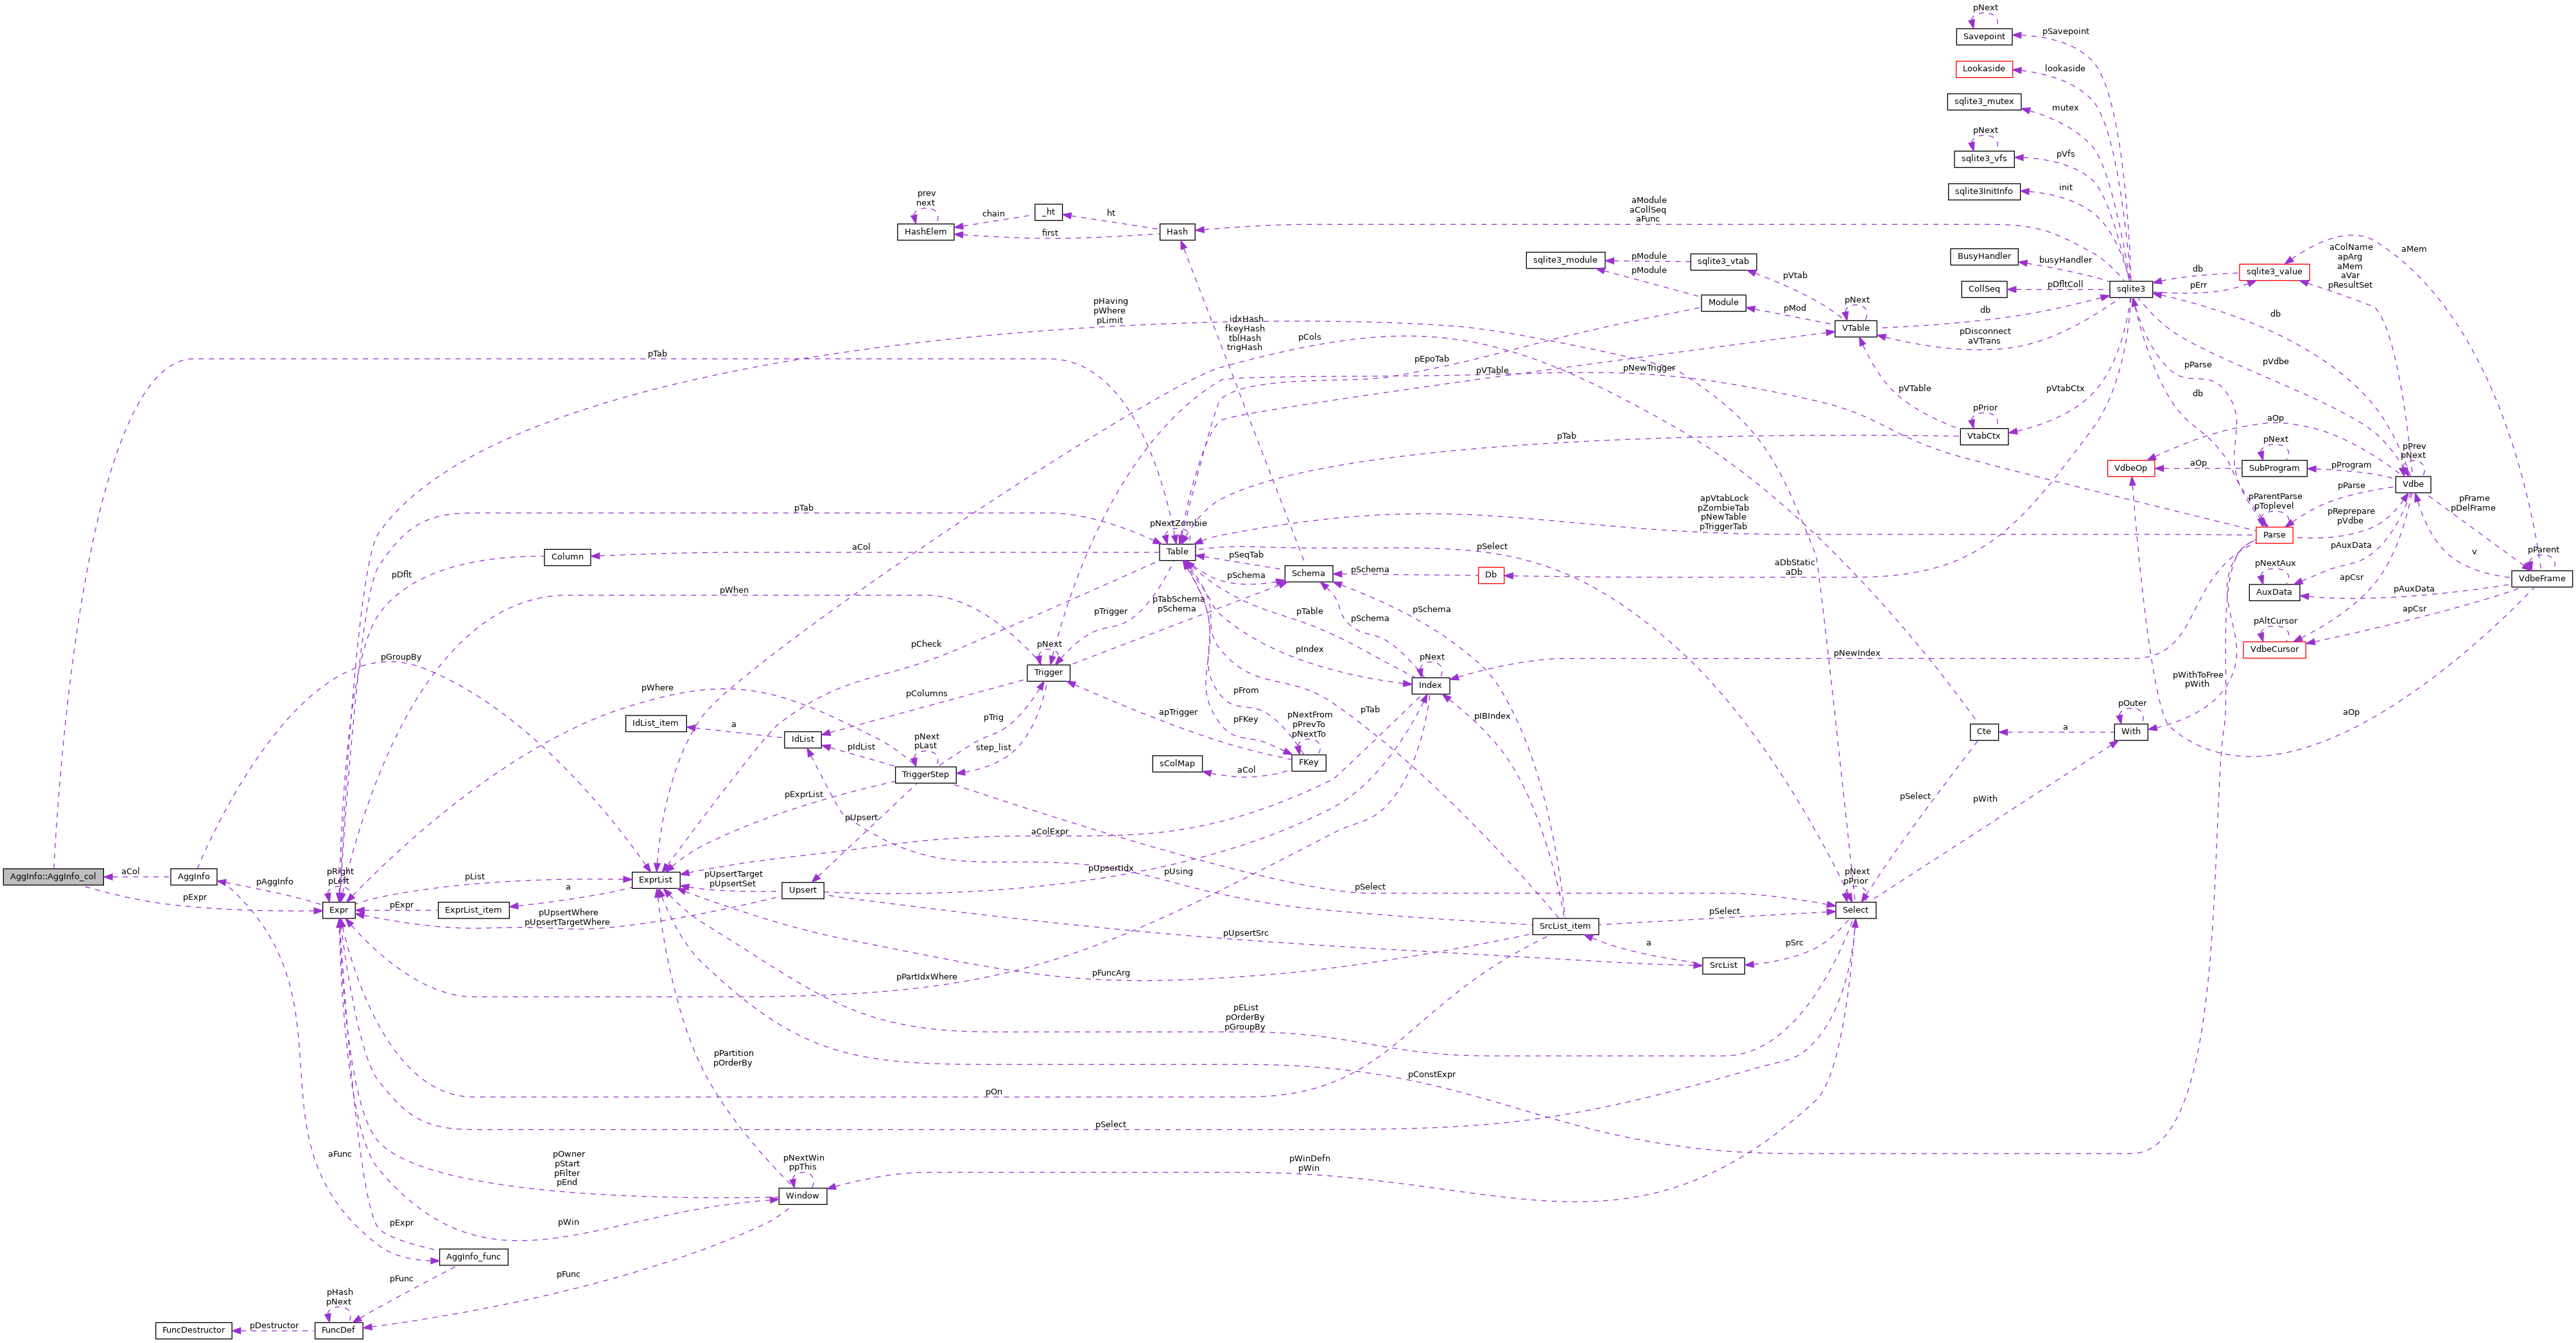 pNext
Savepoint
pSavepoint
Lookaside
lookaside
sqlite3_mutex
mutex
pNext
sqlite3_vfs
pVfs
sqlite3InitInfo
init
prev
next
HashElem
chain
_ht
ht
first
Hash
aModule
aCollSeq
aFunc
BusyHandler
busyHandler
CollSeq
pDfltColl
sqlite3
db
pErr
sqlite3_value
aColName
apArg
aMem
aVar
pResultSet
aMem
sqlite3_module
pModule
sqlite3_vtab
pModule
pVtab
Module
pMod
pNext
VTable
db
pDisconnect
aVTrans
pHaving
pWhere
pLimit
idxHash
fkeyHash
tblHash
trigHash
pCols
pTab
pEpoTab
pVTable
pNewTrigger
pVTable
pVtabCtx
pParse
db
pVdbe
db
pPrior
VtabCtx
pTab
aOp
VdbeOp
aOp
pNext
SubProgram
pProgram
pPrev
pNext
Vdbe
pParse
pFrame
pDelFrame
pParentParse
pToplevel
Parse
pReprepare
pVdbe
pTab
apVtabLock
pZombieTab
pNewTable
pTriggerTab
pNextZombie
Table
aCol
Column
pDflt
pSeqTab
pSchema
Schema
pSchema
Db
aDbStatic
aDb
pSelect
pAuxData
pNextAux
AuxData
apCsr
v
pParent
VdbeFrame
pAuxData
apCsr
pWhen
pTabSchema
pSchema
pTrigger
pTable
pSchema
pSchema
pAltCursor
VdbeCursor
pCheck
pIndex
pNext
Trigger
pNext
Index
pNewIndex
pGroupBy
pWhere
pColumns
pFrom
pFKey
apTrigger
pNextFrom
pPrevTo
pNextTo
FKey
pTab
pIBIndex
pWithToFree
pWith
pOuter
With
a
Cte
aOp
IdList_item
a
IdList
pIdList
pNext
pLast
TriggerStep
pTrig
step_list
sColMap
aCol
pExprList
pUpsert
aColExpr
pSelect
pWith
AggInfo::AggInfo_col
aCol
AggInfo
pAggInfo
pExpr
pRight
pLeft
Expr
pList
a
pExpr
ExprList_item
ExprList
pUpsertTarget
pUpsertSet
Upsert
pUpsertWhere
pUpsertTargetWhere
pUpsertIdx
pUsing
pSelect
pNext
pPrior
Select
pSelect
SrcList_item
pUpsertSrc
a
SrcList
pSrc
pPartIdxWhere
pFuncArg
pEList
pOrderBy
pGroupBy
pPartition
pOrderBy
pConstExpr
pOn
pSelect
aFunc
pOwner
pStart
pFilter
pEnd
pNextWin
ppThis
Window
pWinDefn
pWin
pWin
pExpr
AggInfo_func
pFunc
pFunc
pHash
pNext
FuncDef
pDestructor
FuncDestructor